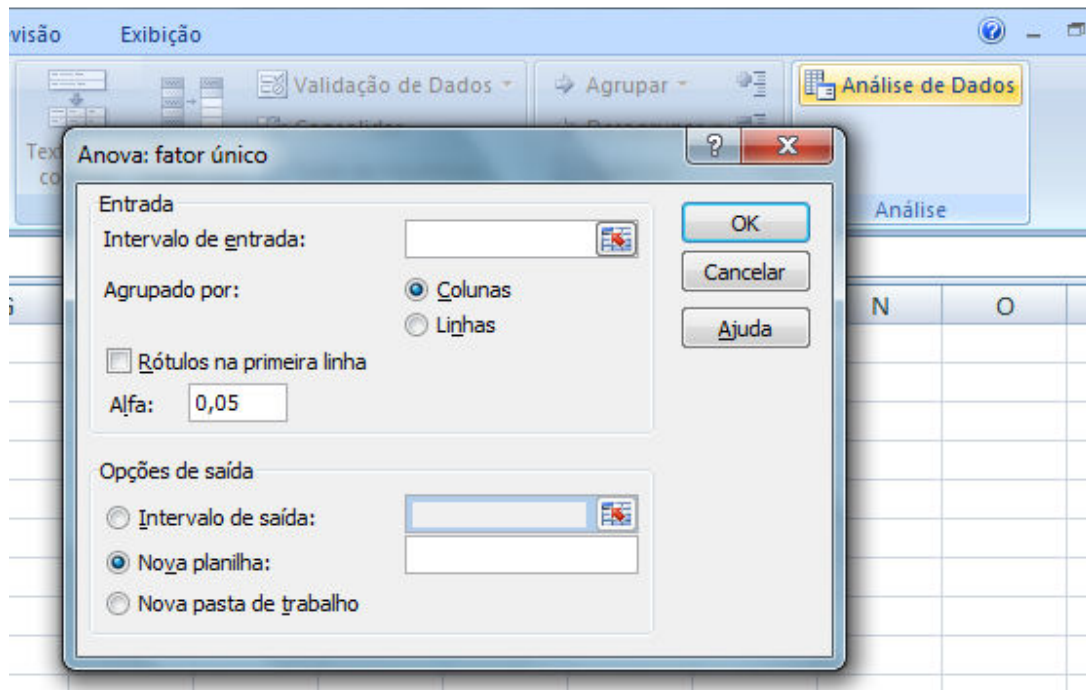 Exibição
Validação de Dados
Agrupar
Análise de Dados
Análise
Anova: fator único
Entrada
Intervalo de entrada:
Agrupado por:
Colunas
Linhas
Rótulos na primeira linha
Alfa: 0,05
OK
Cancelar
Ajuda
Opções de saída
Intervalo de saída:
Nova planilha:
Nova pasta de trabalho
N O